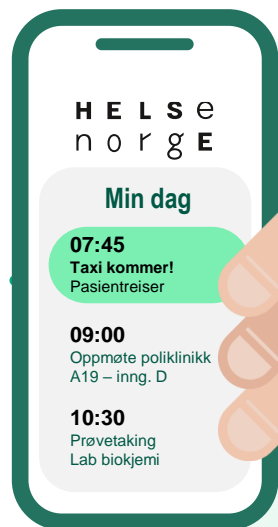 HELSe
norgE
Min dag
07:45
Taxi kommer!
Pasientreiser
09:00
Oppmøte poliklinikk
A19 – inng. D
10:30
Prøvetaking
Lab biokjemi